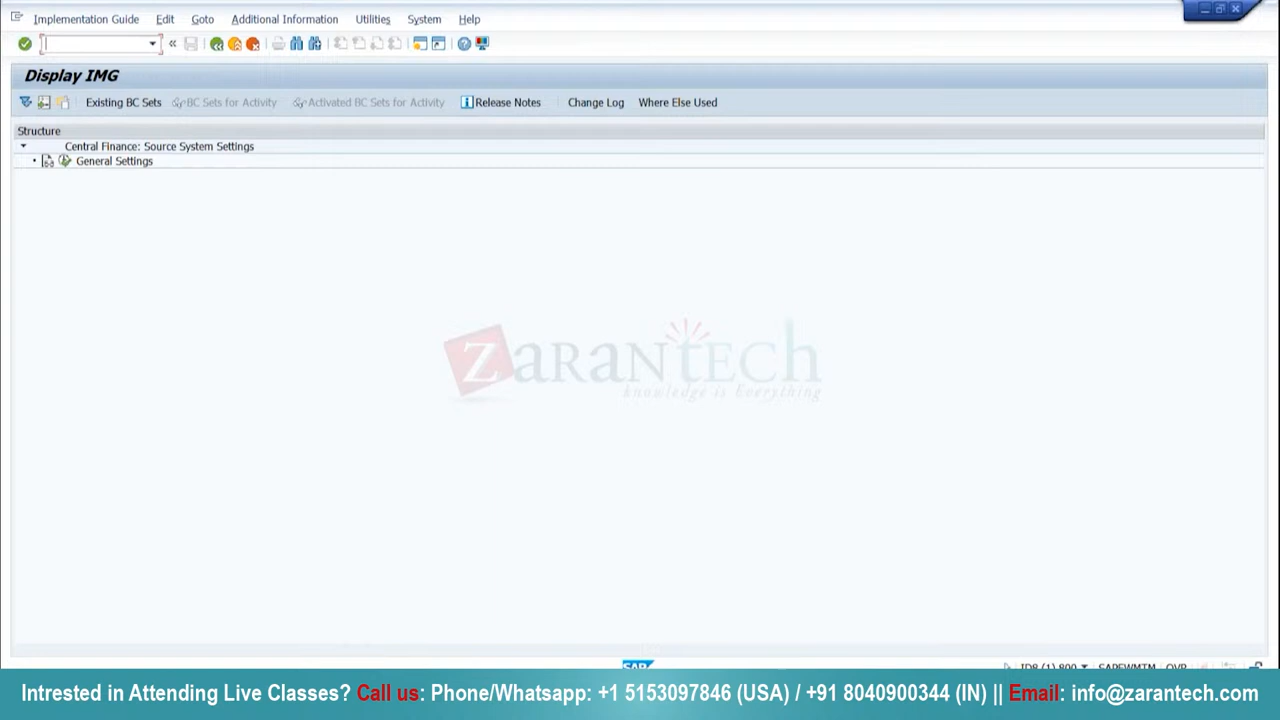 Implementation Guide Edit Goto Additional Information Utilities System Help
Display IMG
Existing BC Sets BC Sets for Activity Activated BC Sets for Activity Release Notes Change Log Where Else Used
Structure
Central Finance: Source System Settings
General Settings
ZaranTech
knowledge is Everything
SAP
Intrested in Attending Live Classes? Call us: Phone/Whatsapp: +1 5153097846 (USA) / +91 8040900344 (IN) || Email: info@zarantech.com